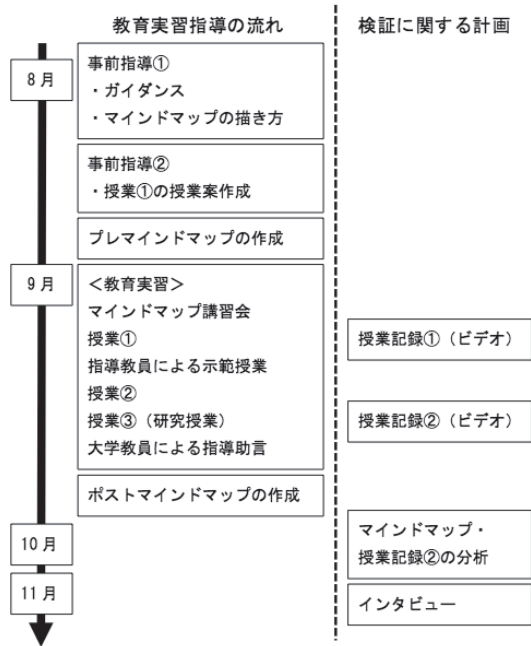 教育実習指導の流れ
検証に関する計画
8月
事前指導①
・ガイダンス
・マインドマップの描き方
事前指導②
・授業①の授業案作成
プレマインドマップの作成
9月
＜教育実習＞
マインドマップ講習会
授業①
指導教員による示範授業
授業②
授業③（研究授業）
大学教員による指導助言
授業記録①（ビデオ）
授業記録②（ビデオ）
ポストマインドマップの作成
10月
マインドマップ・
授業記録②の分析
11月
インタビュー